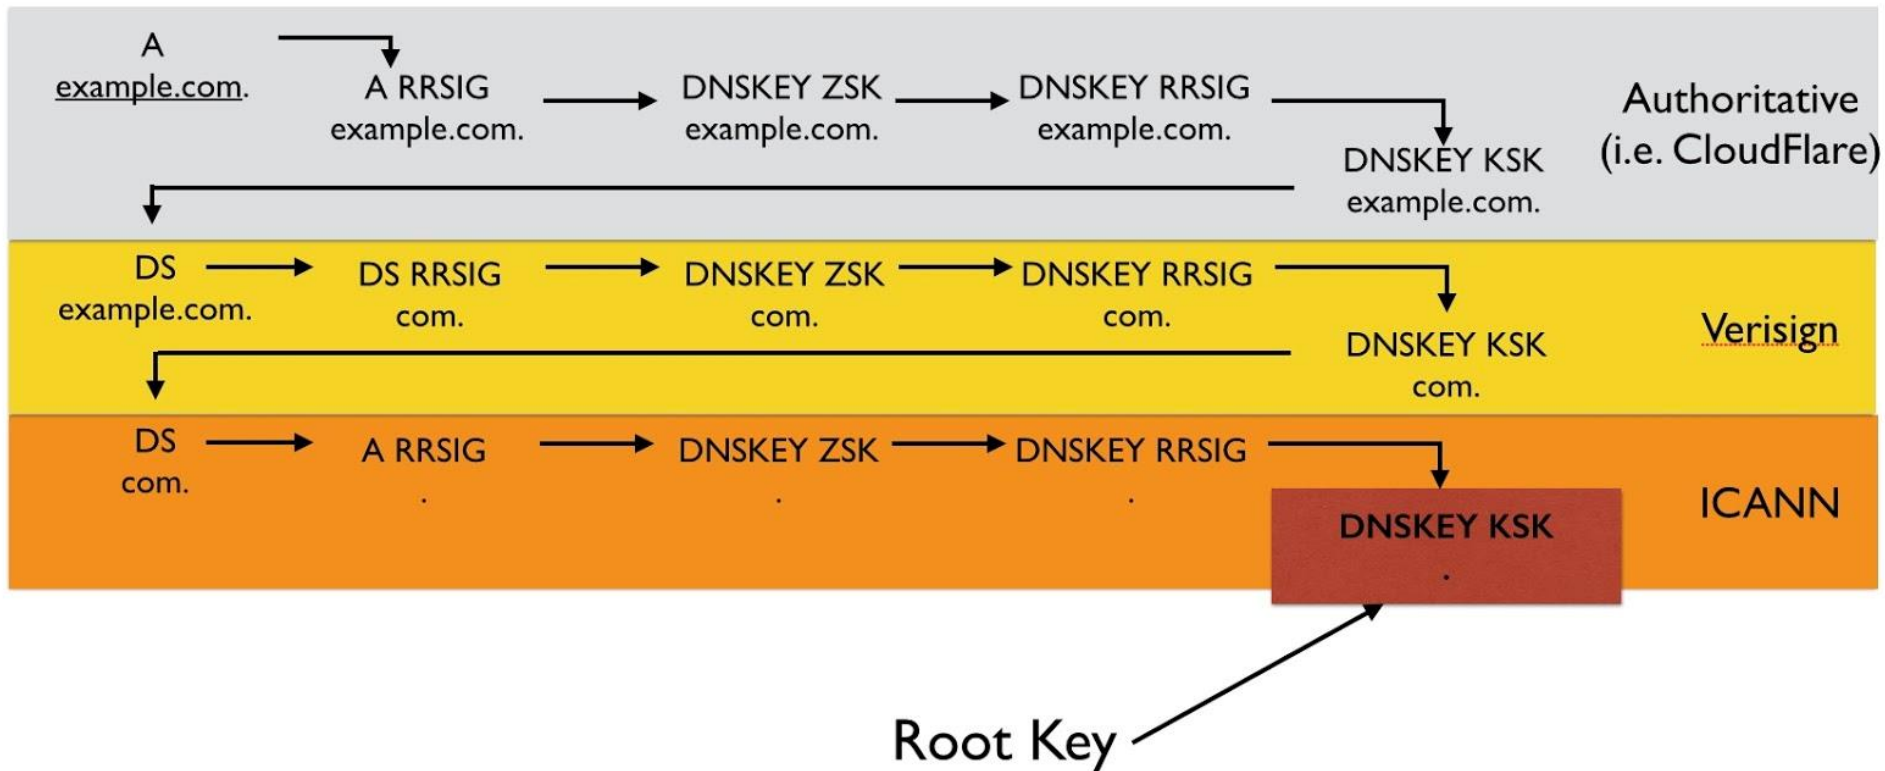 A
example.com.
A RRSIG
example.com.
DNSKEY ZSK
example.com.
DNSKEY RRSIG
example.com.
DNSKEY KSK
example.com.
Authoritative
(i.e. CloudFlare)
DS
example.com.
DS RRSIG
com.
DNSKEY ZSK
com.
DNSKEY RRSIG
com.
DNSKEY KSK
com.
Verisign
DS
com.
A RRSIG
.
DNSKEY ZSK
.
DNSKEY RRSIG
.
DNSKEY KSK
.
ICANN
Root Key